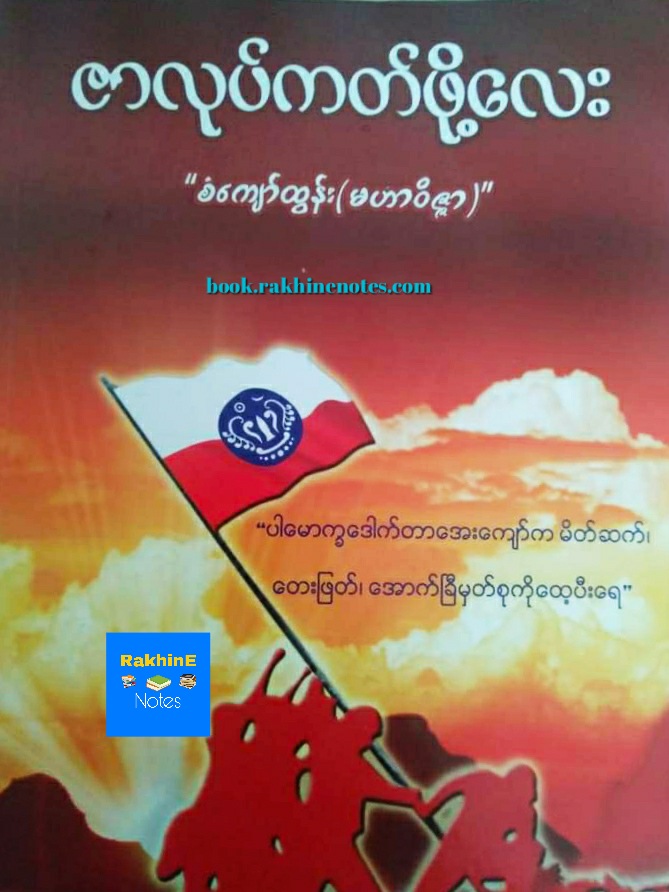 ဇာလုပ်ကတ်ဖို့လေး
"စံကျော်ထွန်း(မဟာဝိဇ္ဇာ)"
book.rakhinenotes.com
"ပါမောက္ခဒေါက်တာအေးကျော်က မိတ်ဆက်၊
တေးဖြတ်၊ အောက်ခြီမှတ်စုကိုထေ့ပီးရေ"
RakhinE
Notes